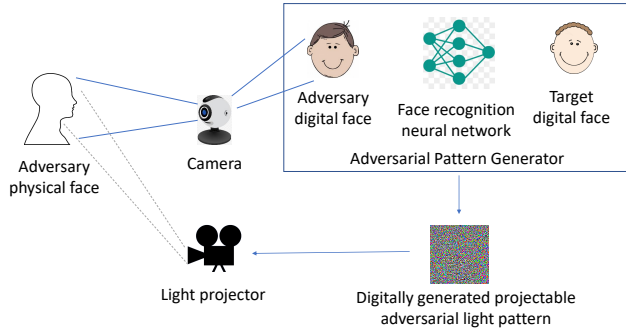 Adversary
digital face
Face recognition
neural network
Target
digital face
Adversarial Pattern Generator
Adversary
physical face
Camera
Light projector
Digitally generated projectable
adversarial light pattern